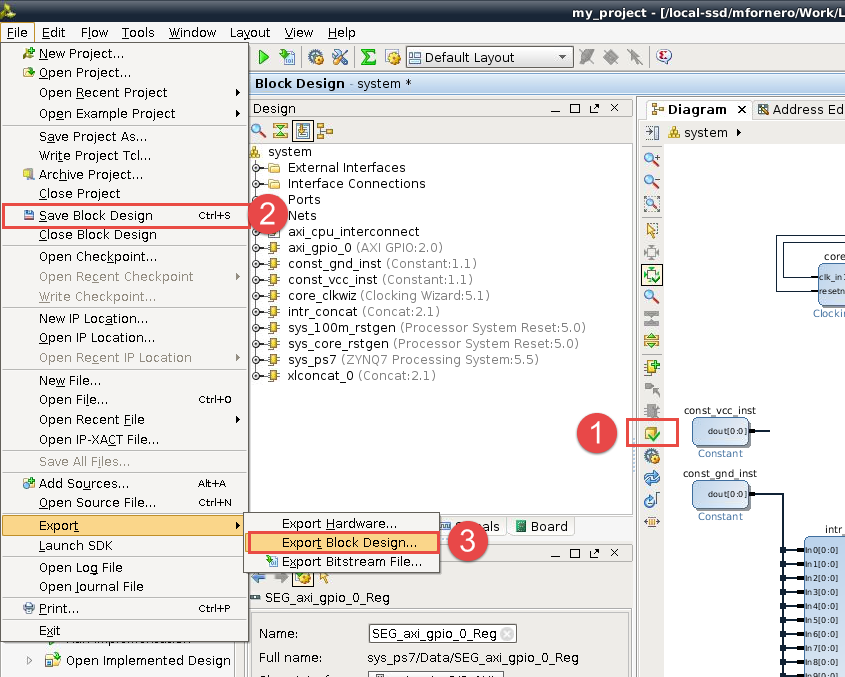 my_project - [/local-ssd/mfornero/Work/L
File Edit Flow Tools Window Layout View Help
New Project...
Open Project...
Open Recent Project
Open Example Project
Save Project As...
Write Project Tcl...
Archive Project...
Close Project
Save Block Design Ctrl+S
Close Block Design
Open Checkpoint...
Open Recent Checkpoint
Write Checkpoint...
New IP Location...
Open IP Location...
Open Recent IP Location
New File...
Open File... Ctrl+O
Open Recent File
Open IP-XACT File...
Save All Files...
Add Sources... Alt+A
Open Source File... Ctrl+N
Export
Launch SDK
Open Log File
Open Journal File
Print... Ctrl+P
Exit
Open Implemented Design
Export Hardware...
Export Block Design...
Export Bitstream File...
1
2
3
Default Layout
Block Design - system *
Design
system
External Interfaces
Interface Connections
Ports
Nets
axi_cpu_interconnect
axi_gpio_0 (AXI GPIO:2.0)
const_gnd_inst (Constant:1.1)
const_vcc_inst (Constant:1.1)
core_clkwiz (Clocking Wizard:5.1)
intr_concat (Concat:2.1)
sys_100m_rstgen (Processor System Reset:5.0)
sys_core_rstgen (Processor System Reset:5.0)
sys_ps7 (ZYNQ7 Processing System:5.5)
xlconcat_0 (Concat:2.1)
Board
SEG_axi_gpio_0_Reg
Name: SEG_axi_gpio_0_Reg
Full name: sys_ps7/Data/SEG_axi_gpio_0_Reg
Diagram Address Ed
system
core
clk_in
resetn
Clocki
const_vcc_inst
dout[0:0]
Constant
const_gnd_inst
dout[0:0]
Constant
intr_
In0[0:0]
In1[0:0]
In2[0:0]
In3[0:0]
In4[0:0]
In5[0:0]
In6[0:0]
In7[0:0]
In8[0:0]